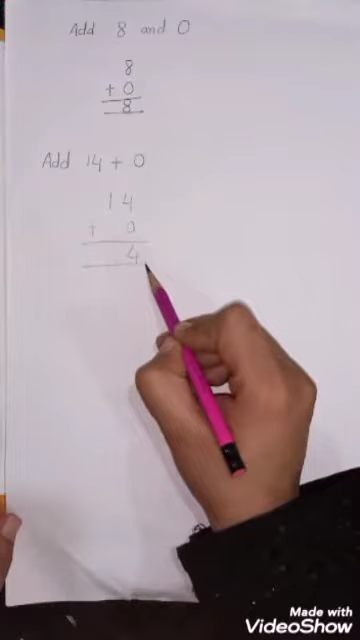 Add 8 and 0
8
+ 0
8
Add 14 + 0
14
+ 0
4
Made with
VideoShow